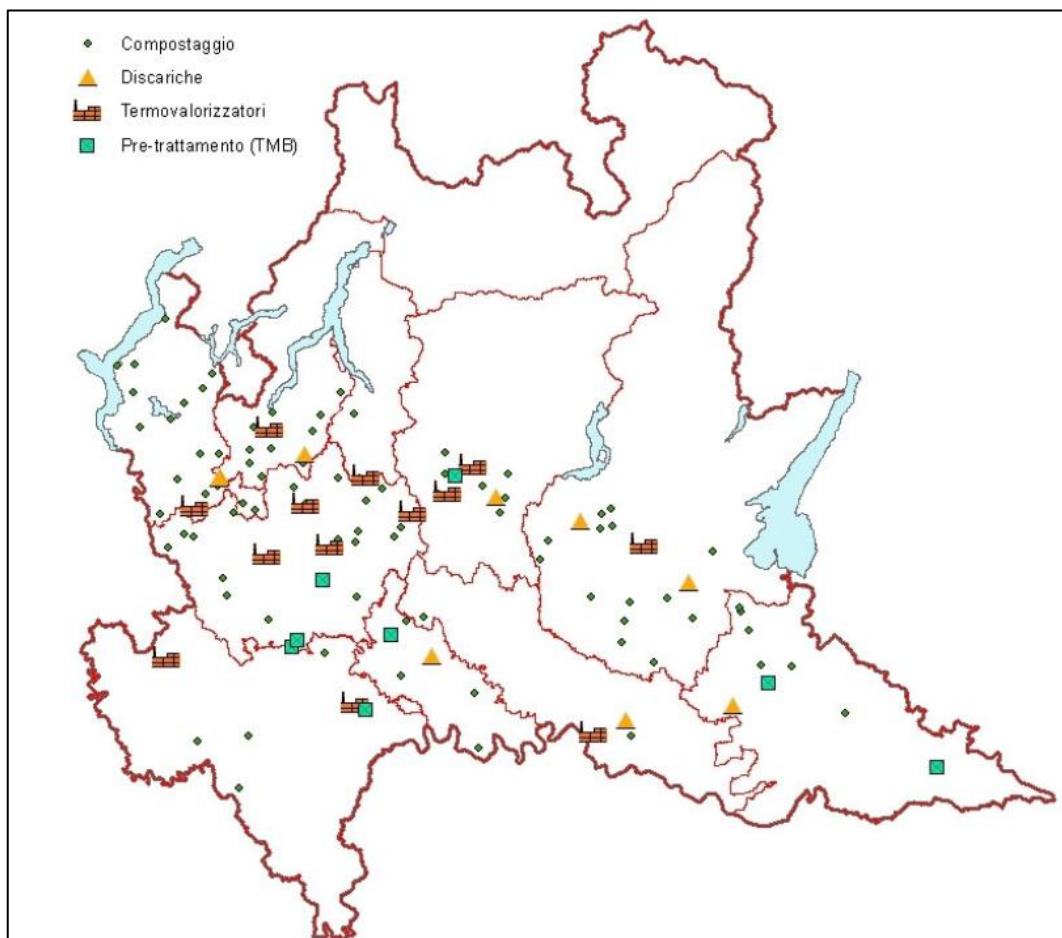 Compostaggio
Discariche
Termovalorizzatori
Pre-trattamento (TMB)